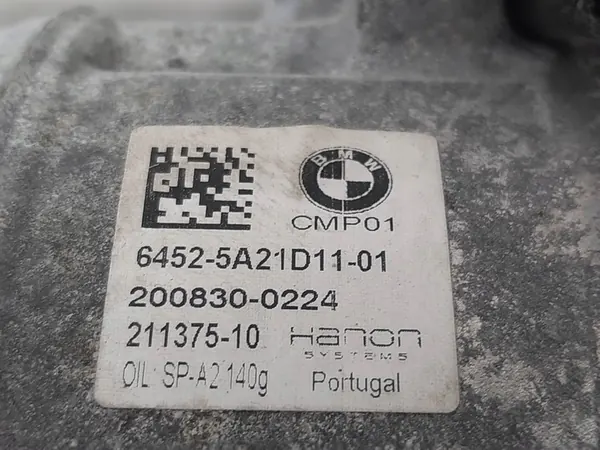 BMW
CMP01
6452-5A21D11-01
200830-0224
211375-10 Hanon
SYSTEMS
OIL: SP-A2 140g Portugal